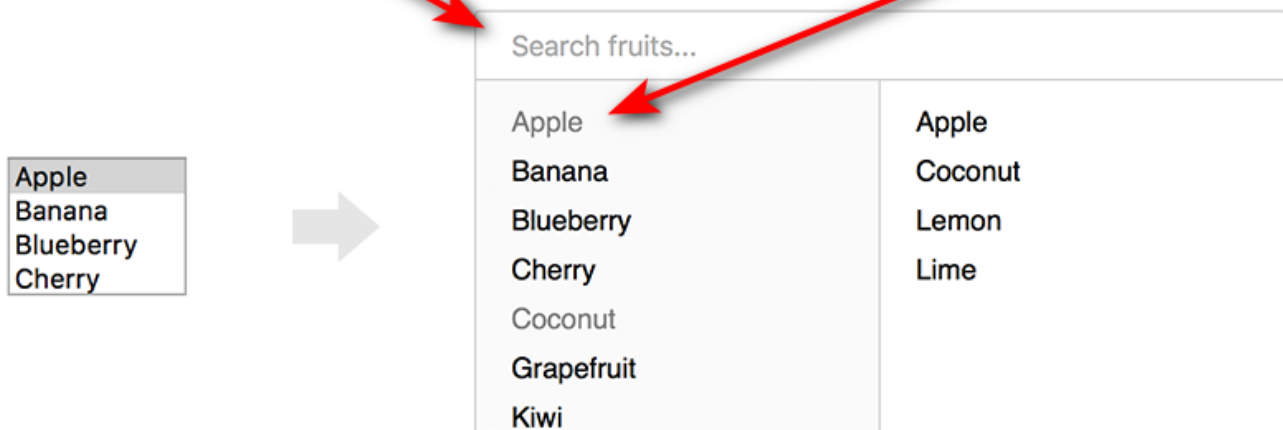 Search fruits...
Apple
Banana
Blueberry
Cherry
Apple
Banana
Blueberry
Cherry
Coconut
Grapefruit
Kiwi
Apple
Coconut
Lemon
Lime